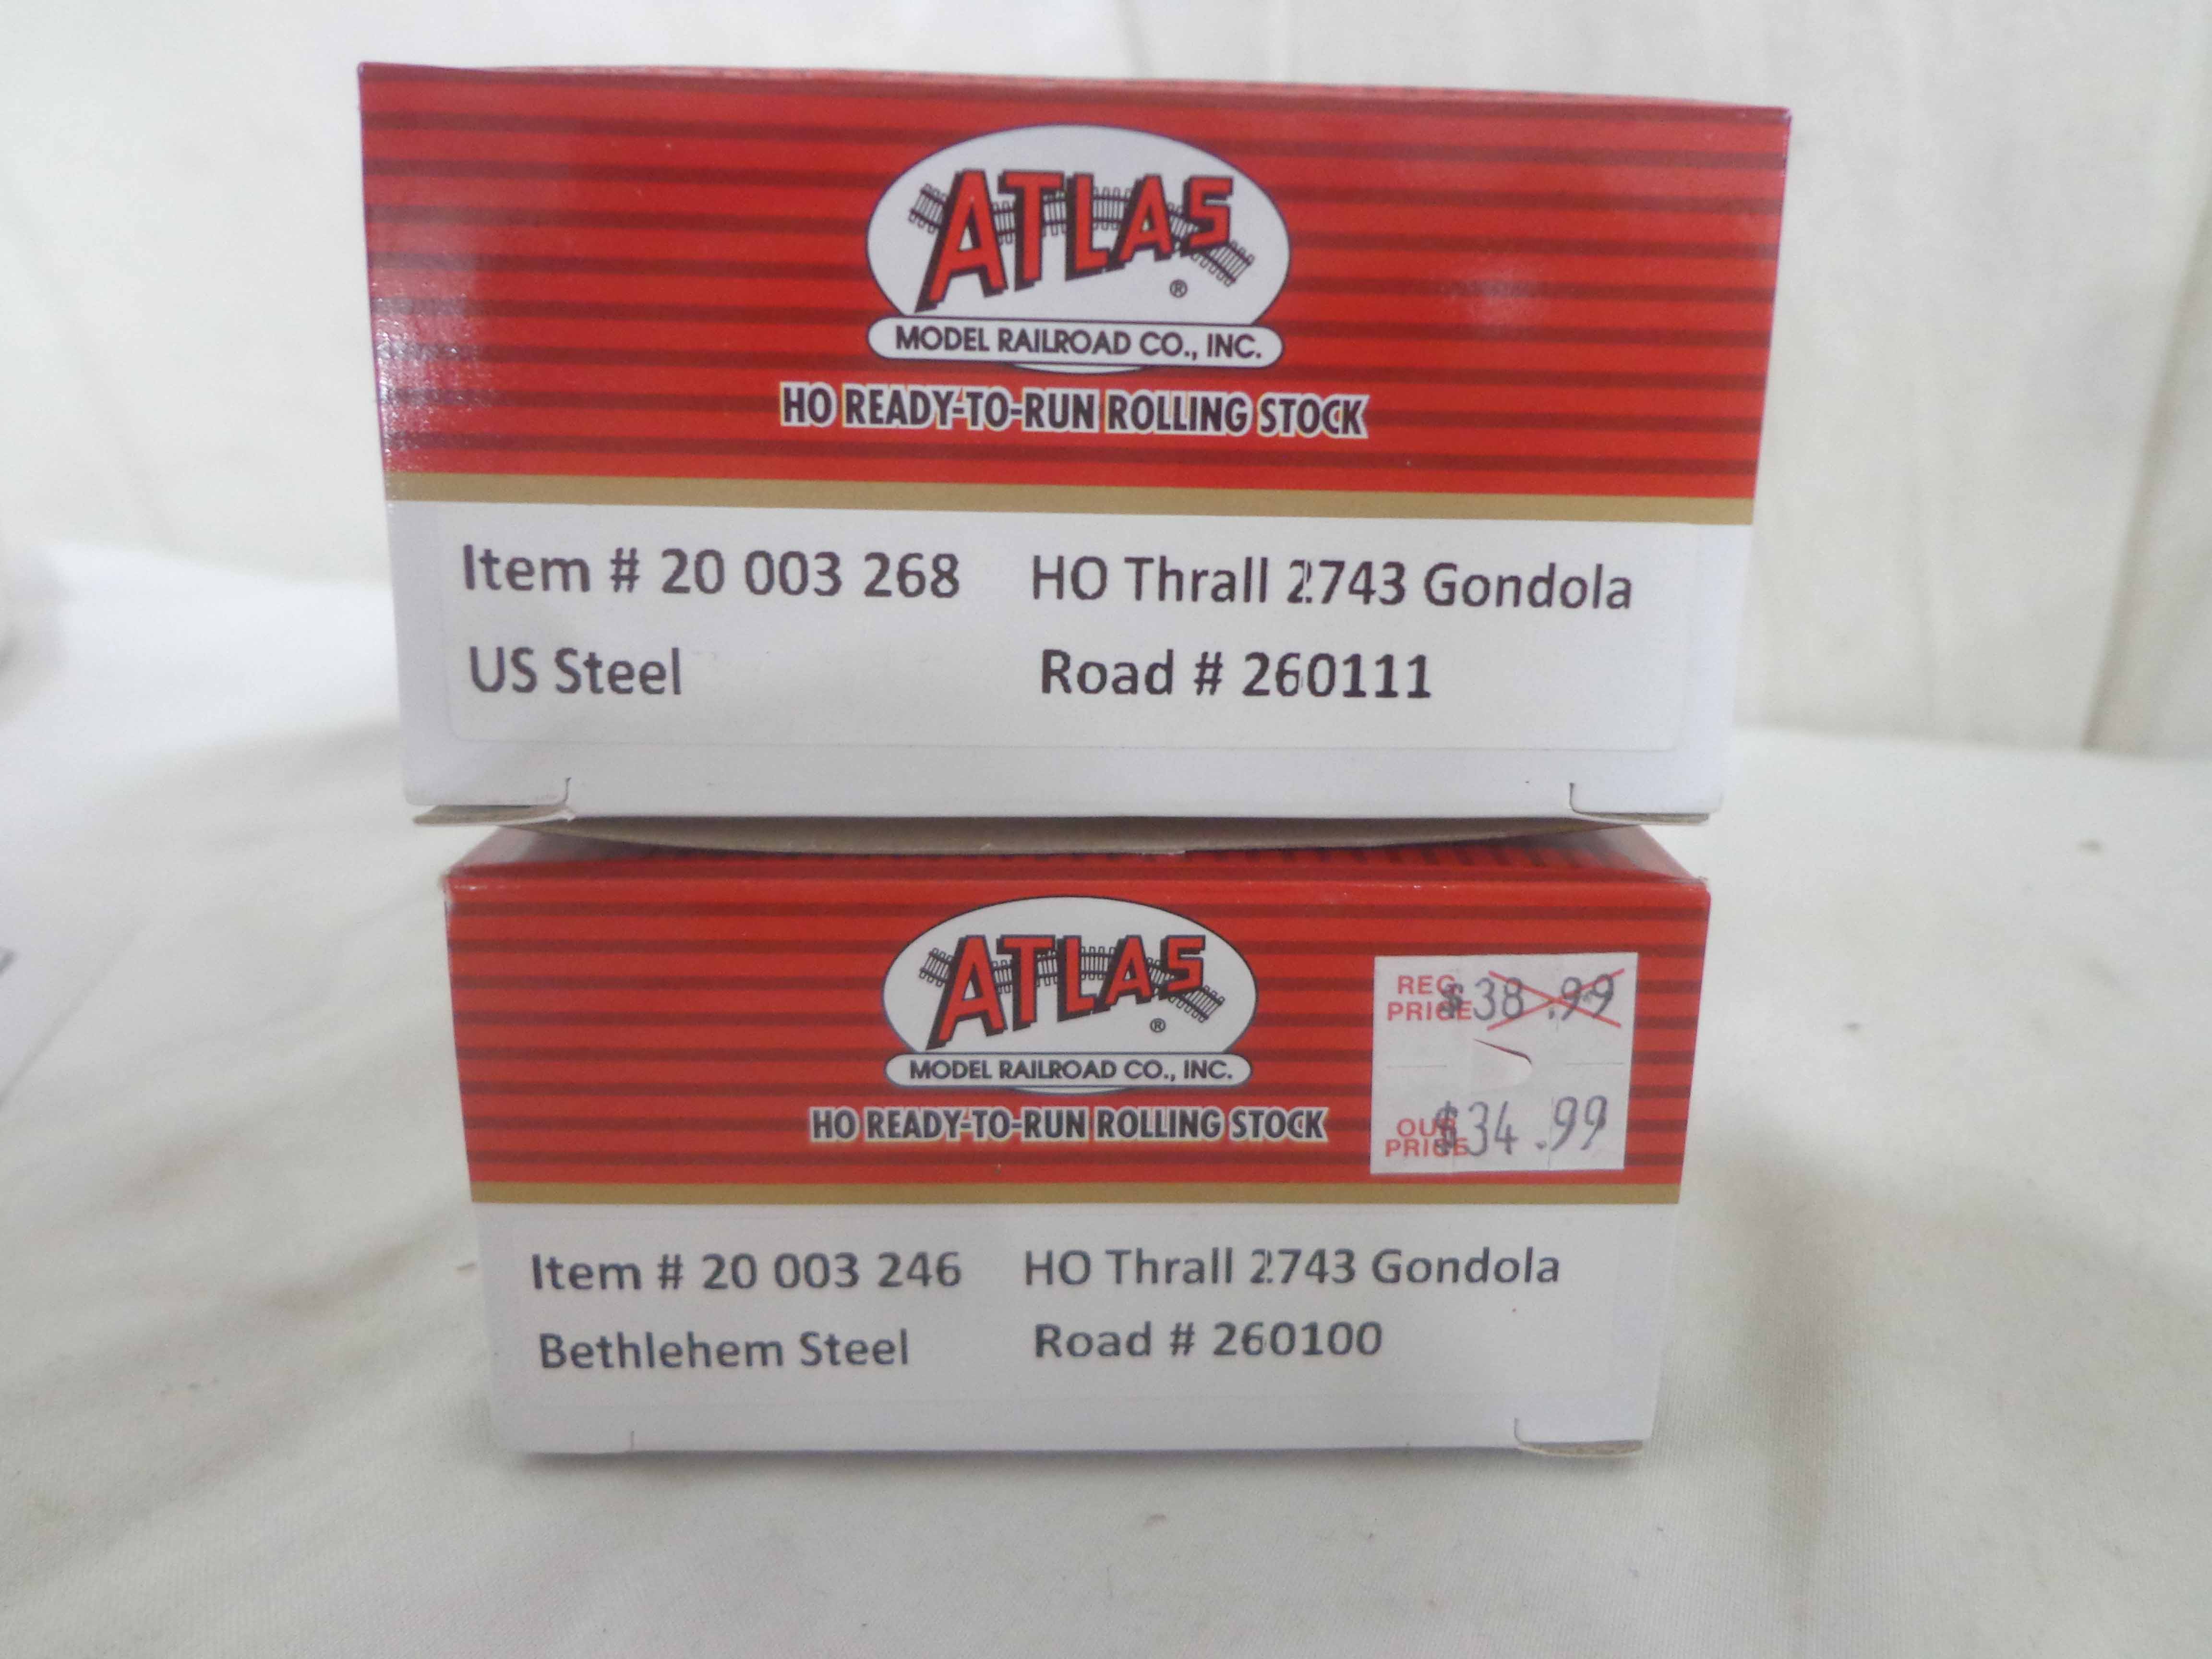 ATLAS
®
MODEL RAILROAD CO., INC.
HO READY-TO-RUN ROLLING STOCK
Item # 20 003 268 HO Thrall 2743 Gondola
US Steel Road # 260111
ATLAS
®
MODEL RAILROAD CO., INC.
HO READY-TO-RUN ROLLING STOCK
REG. PRICE $38.99
OUR PRICE $34.99
Item # 20 003 246 HO Thrall 2743 Gondola
Bethlehem Steel Road # 260100